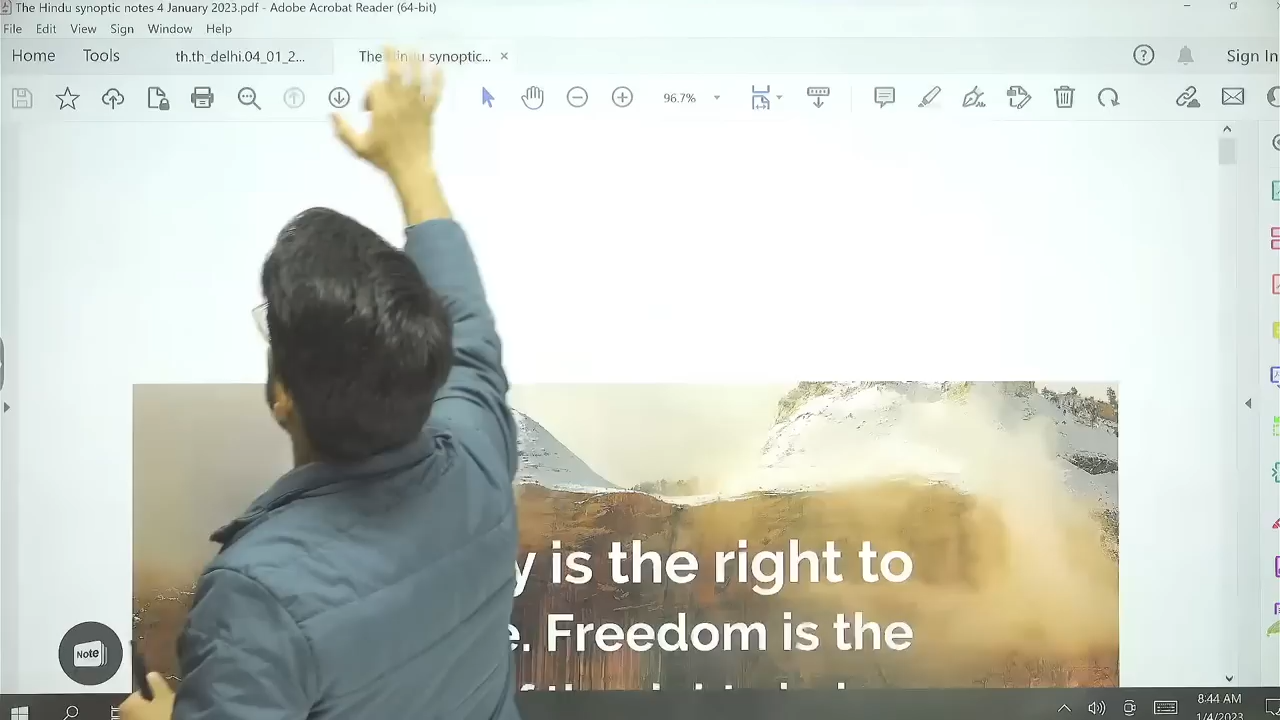 The Hindu synoptic notes 4 January 2023.pdf - Adobe Acrobat Reader (64-bit)
File Edit View Sign Window Help
Home Tools th.th_delhi.04_01_2... The Hindu synoptic... Sign In
96.7%
y is the right to
e. Freedom is the
Note
8:44 AM
1/4/2023